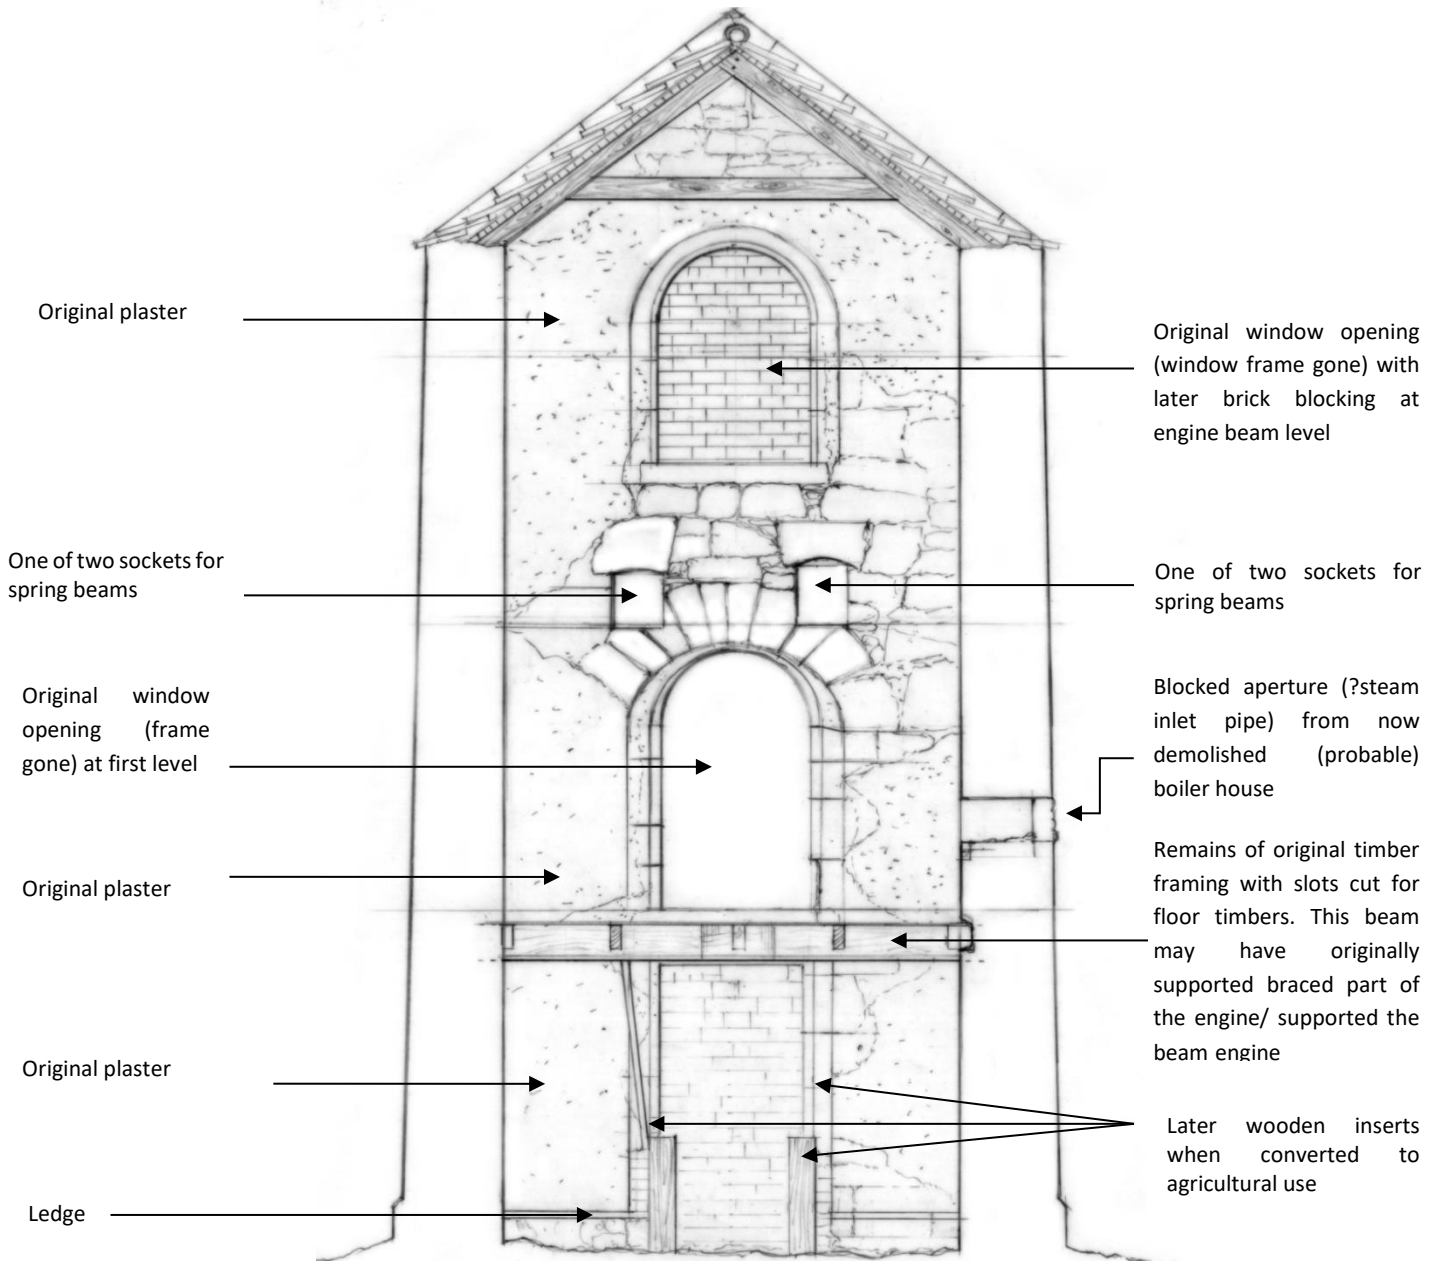 Original plaster
Original window opening
(window frame gone) with
later brick blocking at
engine beam level
One of two sockets for
spring beams
One of two sockets for
spring beams
Original window
opening (frame
gone) at first level
Blocked aperture (?steam
inlet pipe) from now
demolished (probable)
boiler house
Original plaster
Remains of original timber
framing with slots cut for
floor timbers. This beam
may have originally
supported braced part of
the engine/ supported the
beam engine
Original plaster
Later wooden inserts
when converted to
agricultural use
Ledge